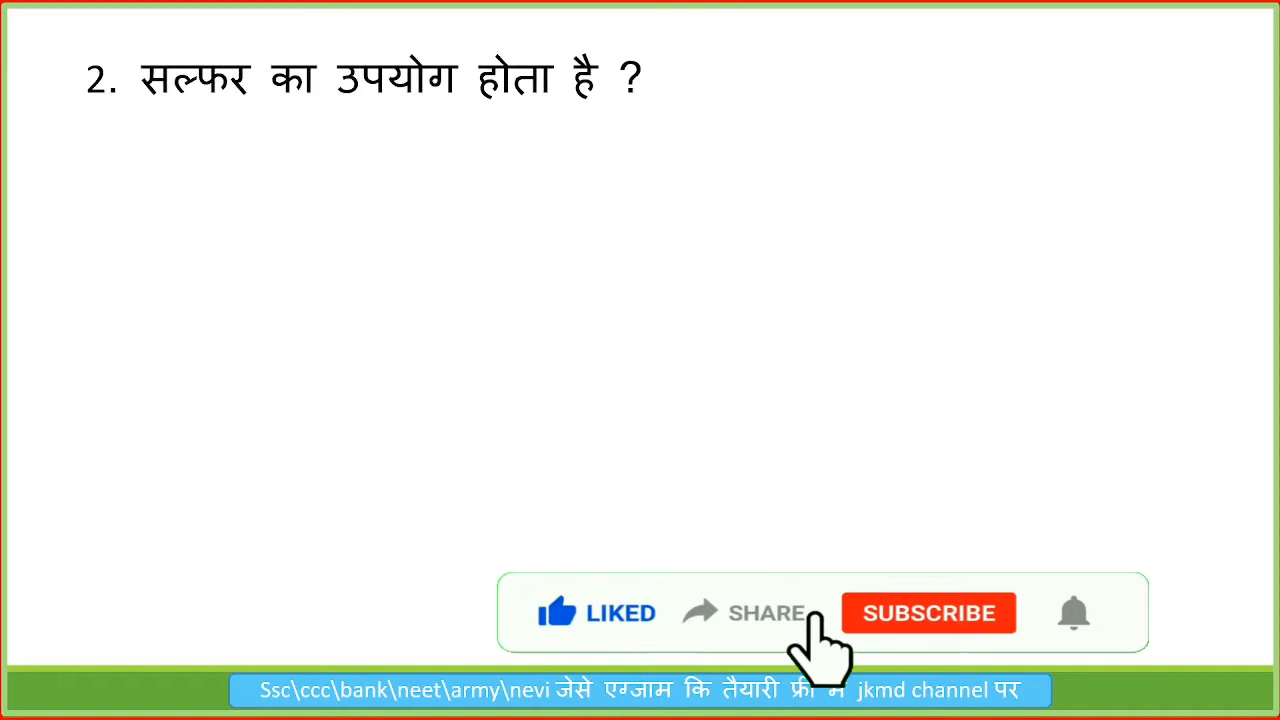 2. सल्फर का उपयोग होता है ?
LIKED SHARE SUBSCRIBE
Ssc\ccc\bank\neet\army\nevi जेसे एग्जाम कि तैयारी फ्री jkmd channel पर